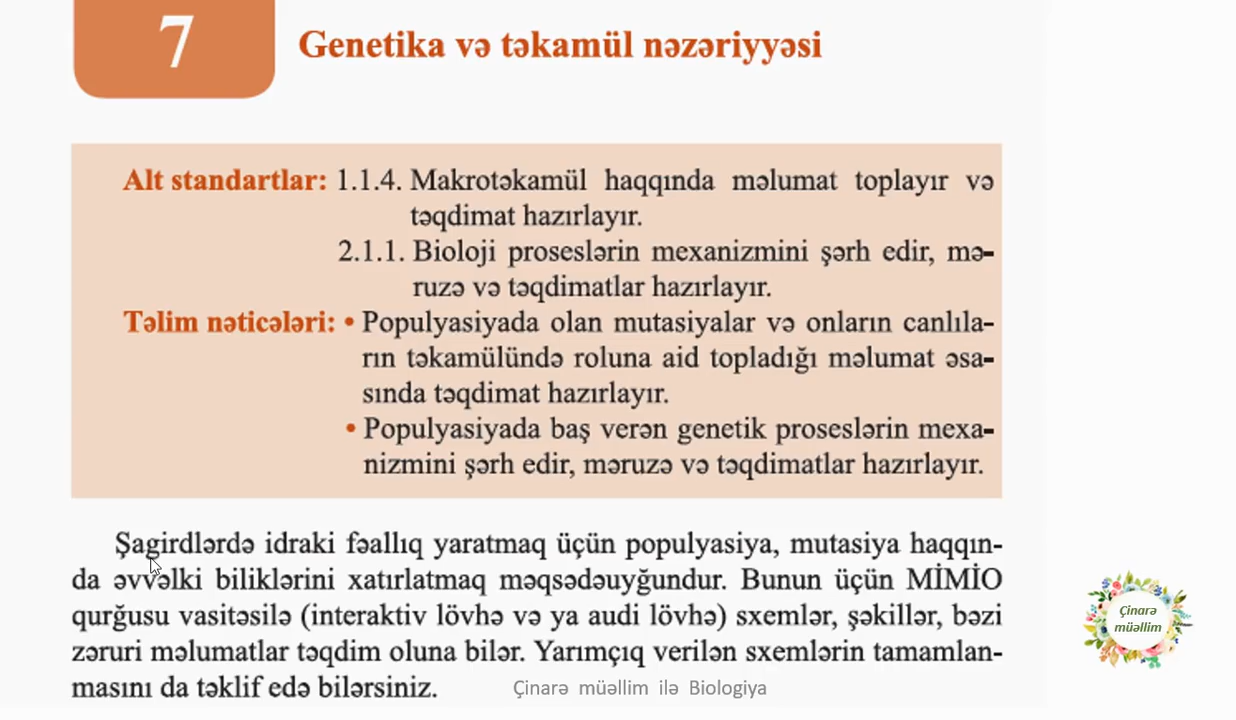 7
Genetika və təkamül nəzəriyyəsi
Alt standartlar: 1.1.4. Makrotəkamül haqqında məlumat toplayır və
təqdimat hazırlayır.
2.1.1. Bioloji proseslərin mexanizmini şərh edir, mə-
ruzə və təqdimatlar hazırlayır.
Təlim nəticələri: • Populyasiyada olan mutasiyalar və onların canlıla-
rın təkamülündə roluna aid topladığı məlumat əsa-
sında təqdimat hazırlayır.
• Populyasiyada baş verən genetik proseslərin mexa-
nizmini şərh edir, məruzə və təqdimatlar hazırlayır.
Şagirdlərdə idraki fəallıq yaratmaq üçün populyasiya, mutasiya haqqın-
da əvvəlki biliklərini xatırlatmaq məqsədəuyğundur. Bunun üçün MİMİO
qurğusu vasitəsilə (interaktiv lövhə və ya audi lövhə) sxemlər, şəkillər, bəzi
zəruri məlumatlar təqdim oluna bilər. Yarımçıq verilən sxemlərin tamamlan-
masını da təklif edə bilərsiniz.
Çinarə müəllim ilə Biologiya
Çinarə
müəllim